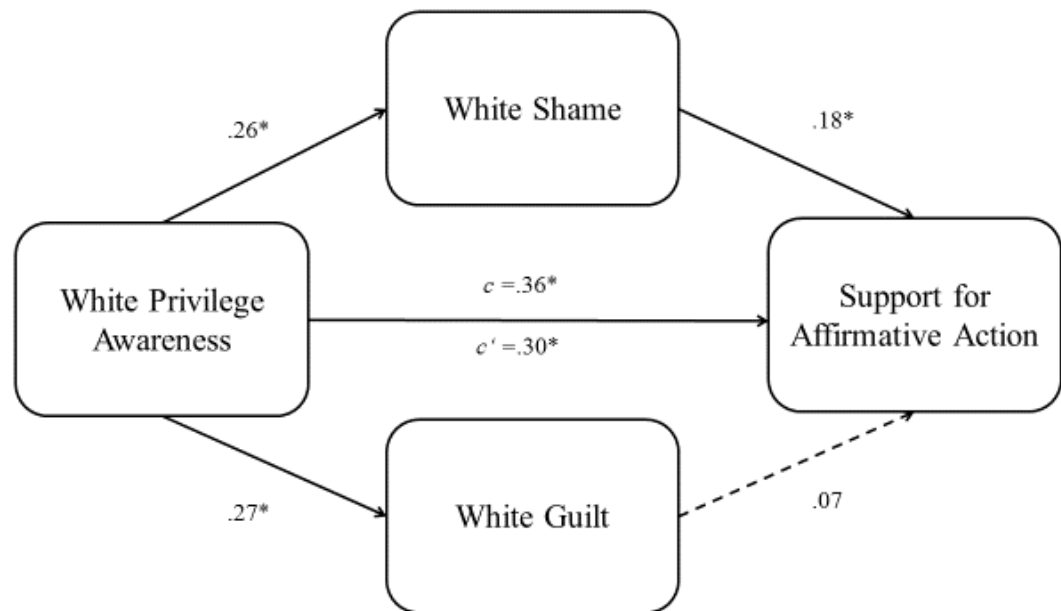 White Shame
.26*
.18*
White Privilege
Awareness
c =.36*
c' =.30*
Support for
Affirmative Action
.27*
White Guilt
.07